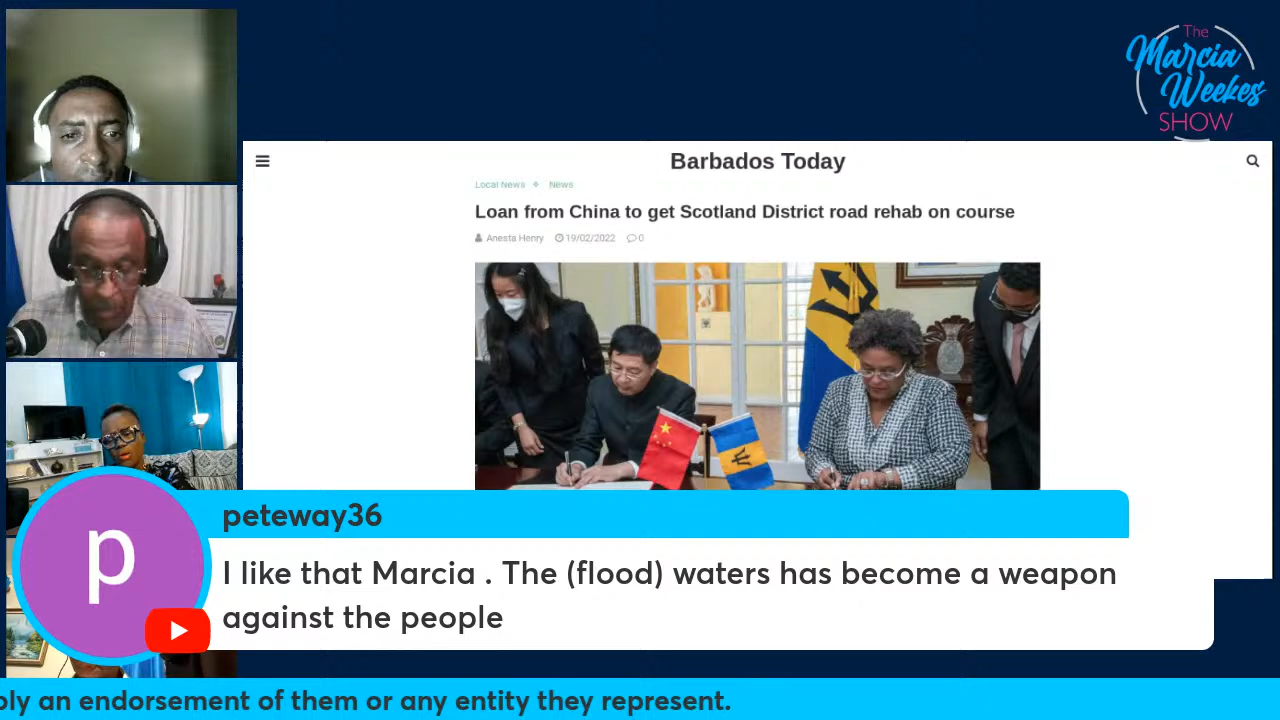 The
Marcia
Weekes
SHOW
Barbados Today
Local News News
Loan from China to get Scotland District road rehab on course
Anesta Henry 19/02/2022 0
p
peteway36
I like that Marcia . The (flood) waters has become a weapon
against the people
ply an endorsement of them or any entity they represent.